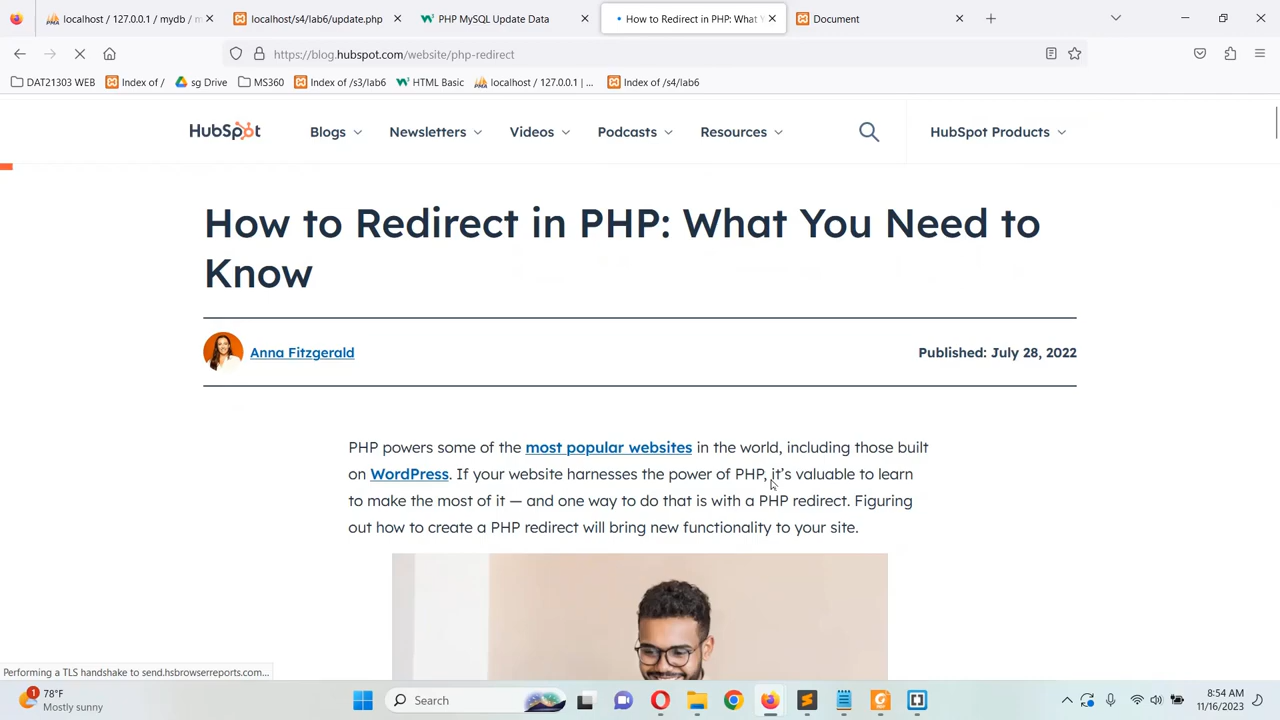 localhost / 127.0.0.1 / mydb /
localhost/s4/lab6/update.php
PHP MySQL Update Data
How to Redirect in PHP: What
Document
https://blog.hubspot.com/website/php-redirect
DAT21303 WEB
Index of /
sg Drive
MS360
Index of /s3/lab6
HTML Basic
localhost / 127.0.0.1 | ...
Index of /s4/lab6
HubSpot
Blogs
Newsletters
Videos
Podcasts
Resources
HubSpot Products
How to Redirect in PHP: What You Need to
Know
Anna Fitzgerald
Published: July 28, 2022
PHP powers some of the most popular websites in the world, including those built
on WordPress. If your website harnesses the power of PHP, it's valuable to learn
to make the most of it — and one way to do that is with a PHP redirect. Figuring
out how to create a PHP redirect will bring new functionality to your site.
Performing a TLS handshake to send.hsbrowserreports.com...
1
78°F
Mostly sunny
Search
8:54 AM
11/16/2023